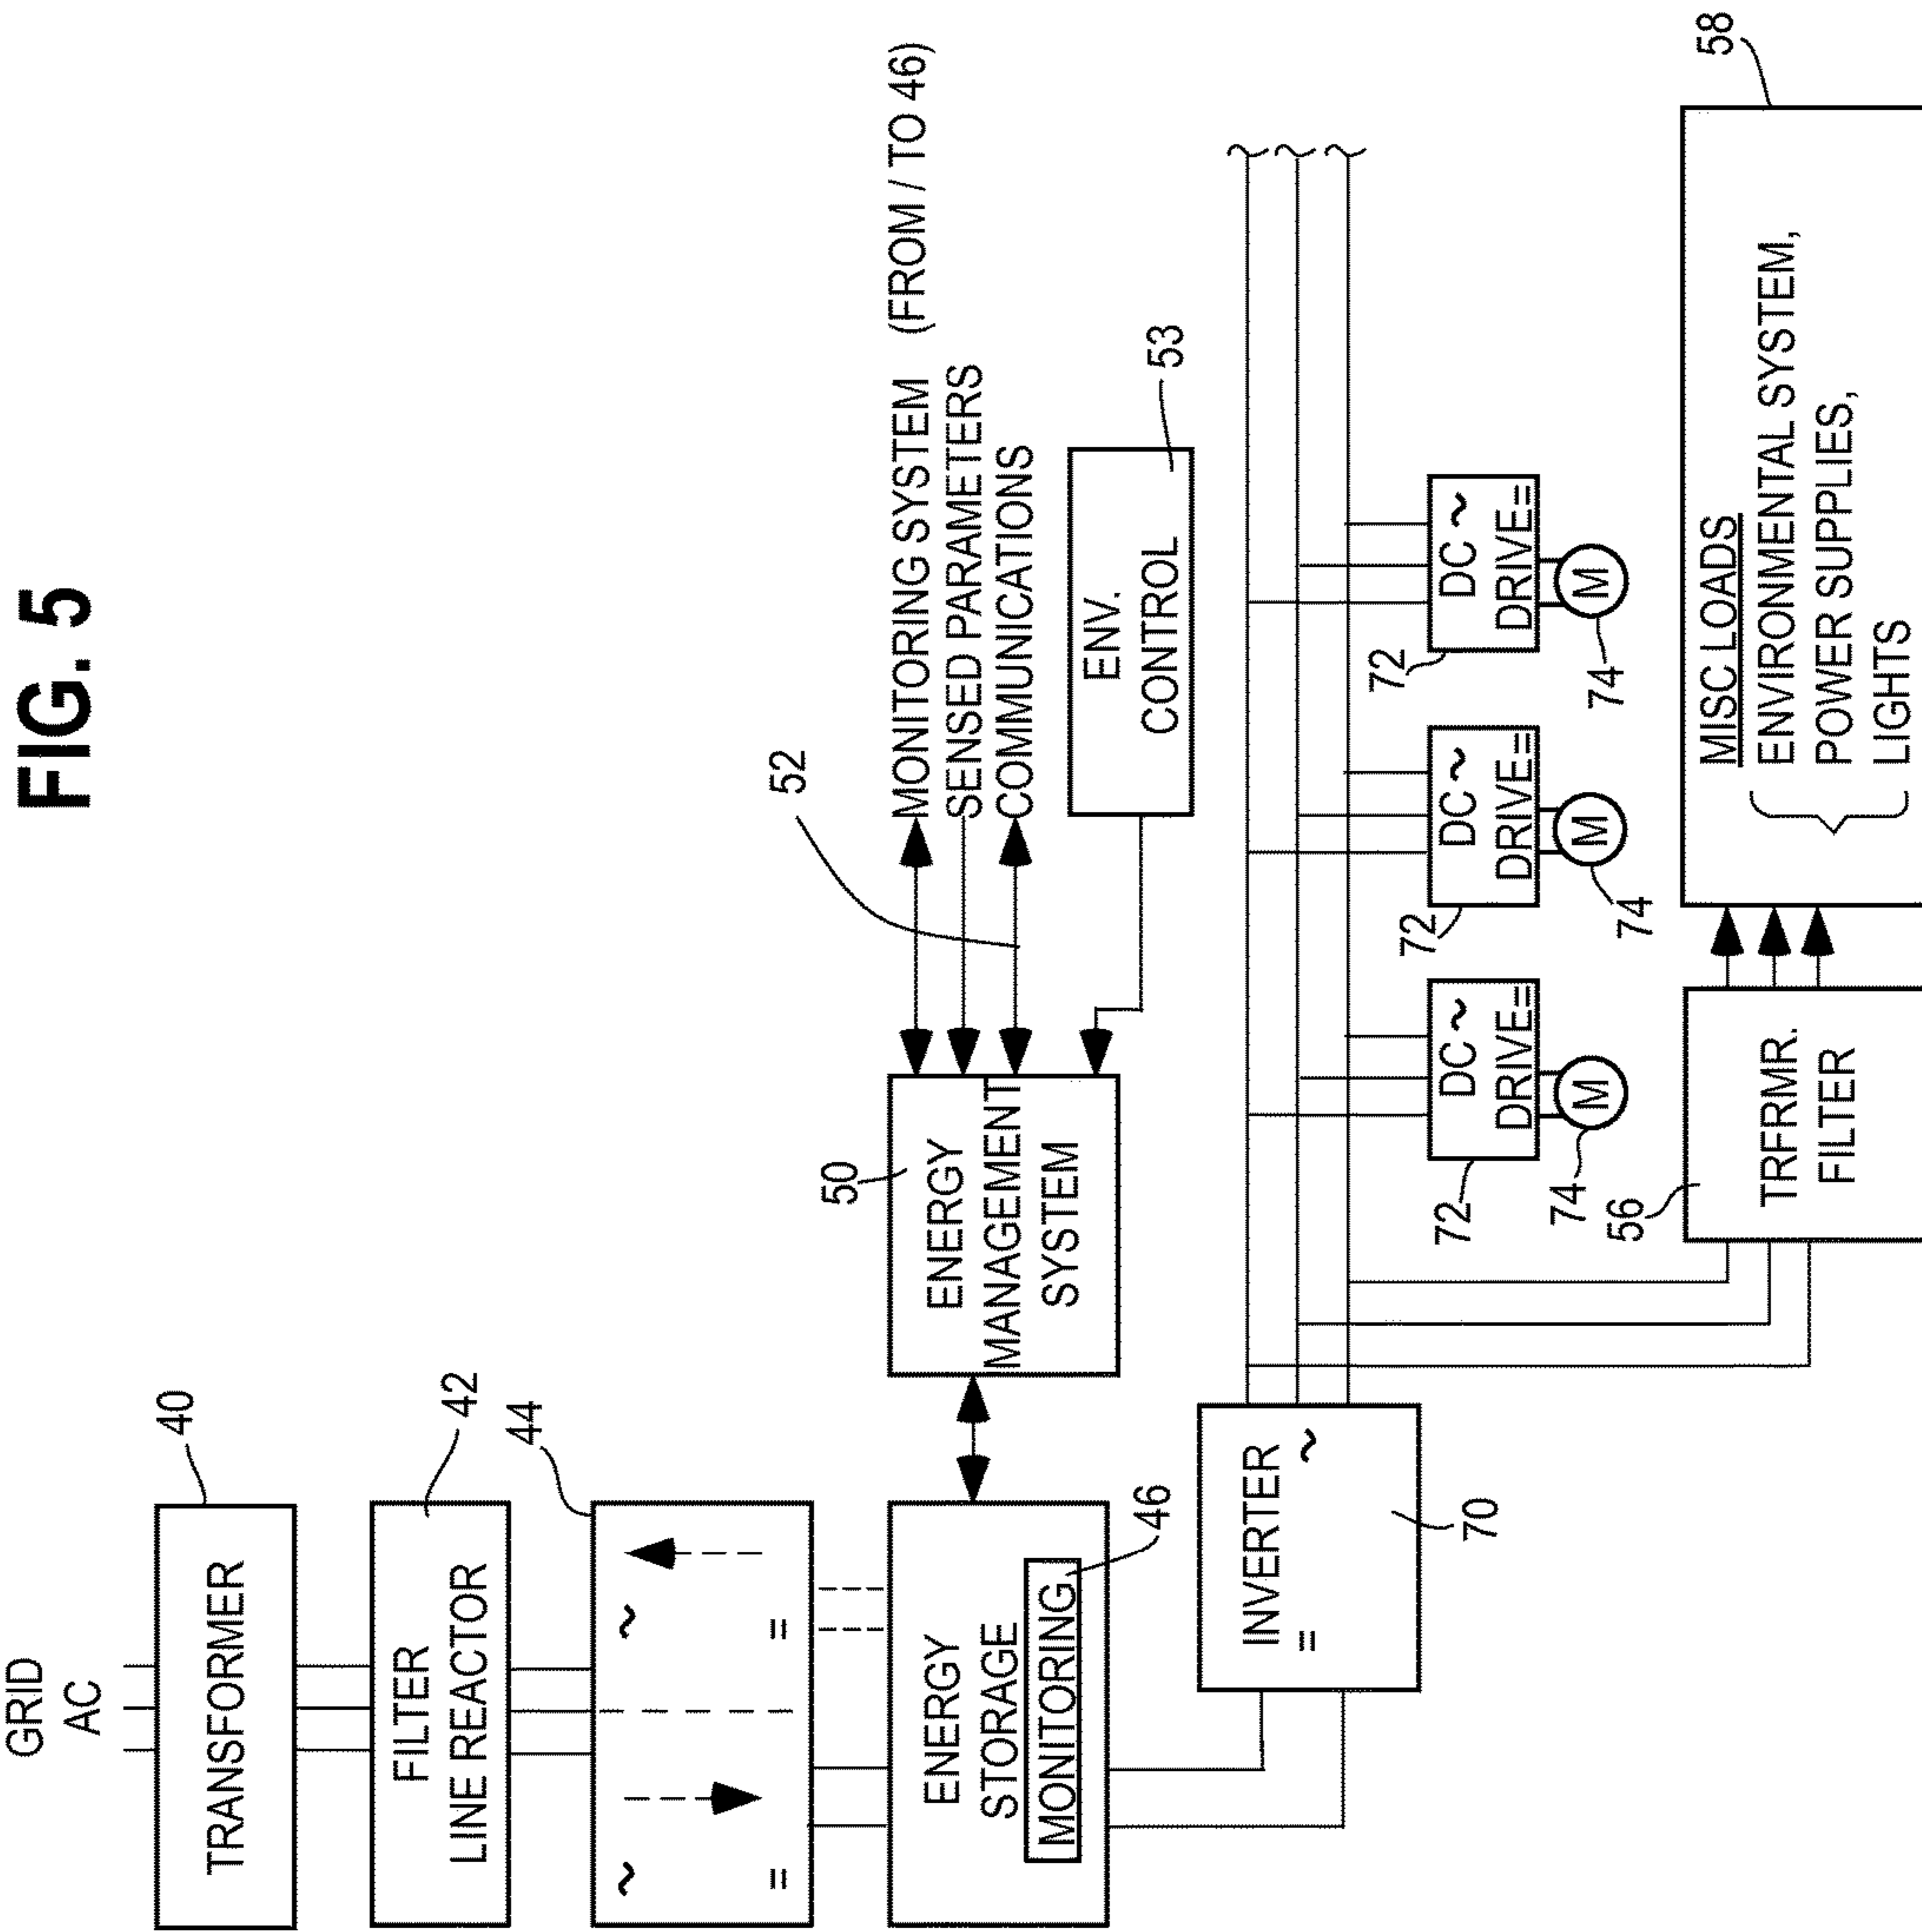 FIG. 5
GRID
AC
TRANSFORMER
40
FILTER
LINE REACTOR
42
44
~ ~
= =
ENERGY
STORAGE
MONITORING
46
50
ENERGY
MANAGEMENT
SYSTEM
52
MONITORING SYSTEM (FROM / TO 46)
SENSED PARAMETERS
COMMUNICATIONS
ENV.
CONTROL
53
INVERTER
= ~
70
DC ~
DRIVE=
72
M
74
DC ~
DRIVE=
72
M
74
DC ~
DRIVE=
72
M
74
56
TRFRMR.
FILTER
58
MISC LOADS
ENVIRONMENTAL SYSTEM,
POWER SUPPLIES,
LIGHTS